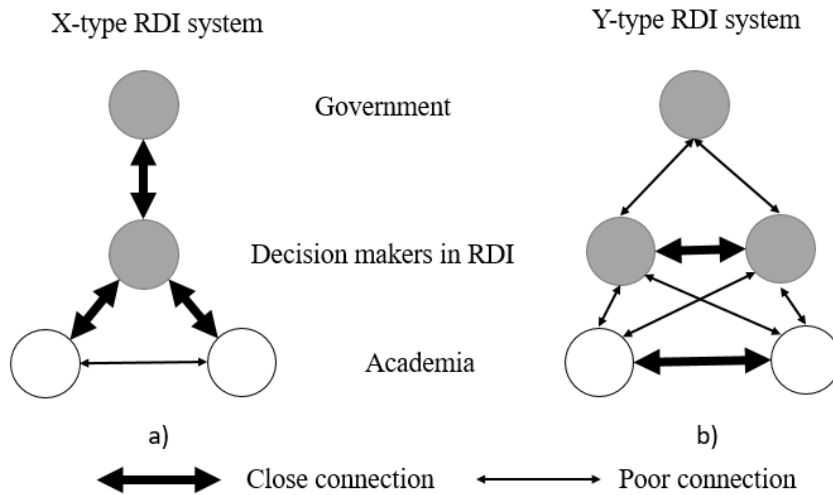 X-type RDI system
Y-type RDI system
Government
Decision makers in RDI
Academia
a)
b)
Close connection
Poor connection